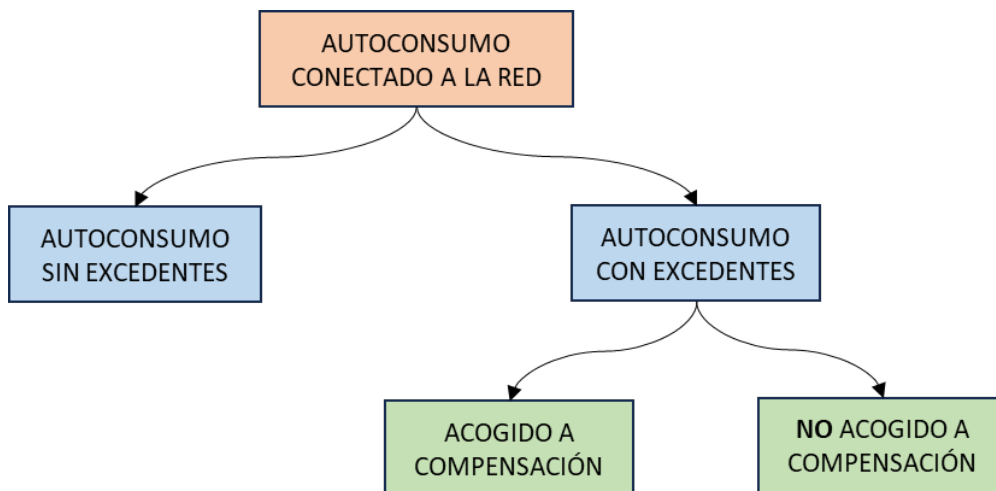 AUTOCONSUMO
CONECTADO A LA RED
AUTOCONSUMO
SIN EXCEDENTES
AUTOCONSUMO
CON EXCEDENTES
ACOGIDO A
COMPENSACIÓN
NO ACOGIDO A
COMPENSACIÓN